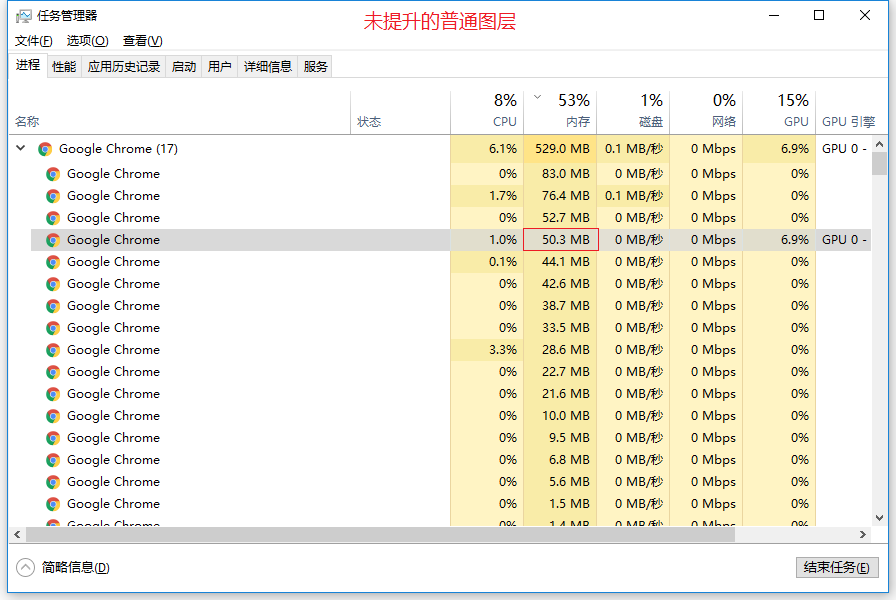 任务管理器
未提升的普通图层
文件(F) 选项(O) 查看(V)
进程 性能 应用历史记录 启动 用户 详细信息 服务
8% 53% 1% 0% 15%
名称 状态 CPU 内存 磁盘 网络 GPU GPU 引擎
Google Chrome (17) 6.1% 529.0 MB 0.1 MB/秒 0 Mbps 6.9% GPU 0 -
Google Chrome 0% 83.0 MB 0 MB/秒 0 Mbps 0%
Google Chrome 1.7% 76.4 MB 0.1 MB/秒 0 Mbps 0%
Google Chrome 0% 52.7 MB 0 MB/秒 0 Mbps 0%
Google Chrome 1.0% 50.3 MB 0 MB/秒 0 Mbps 6.9% GPU 0 -
Google Chrome 0.1% 44.1 MB 0 MB/秒 0 Mbps 0%
Google Chrome 0% 42.6 MB 0 MB/秒 0 Mbps 0%
Google Chrome 0% 38.7 MB 0 MB/秒 0 Mbps 0%
Google Chrome 0% 33.5 MB 0 MB/秒 0 Mbps 0%
Google Chrome 3.3% 28.6 MB 0 MB/秒 0 Mbps 0%
Google Chrome 0% 22.7 MB 0 MB/秒 0 Mbps 0%
Google Chrome 0% 21.6 MB 0 MB/秒 0 Mbps 0%
Google Chrome 0% 10.0 MB 0 MB/秒 0 Mbps 0%
Google Chrome 0% 9.5 MB 0 MB/秒 0 Mbps 0%
Google Chrome 0% 6.8 MB 0 MB/秒 0 Mbps 0%
Google Chrome 0% 5.6 MB 0 MB/秒 0 Mbps 0%
Google Chrome 0% 1.5 MB 0 MB/秒 0 Mbps 0%
Google Chrome 0% 1.4 MB 0 MB/秒 0 Mbps 0%
简略信息(D) 结束任务(E)